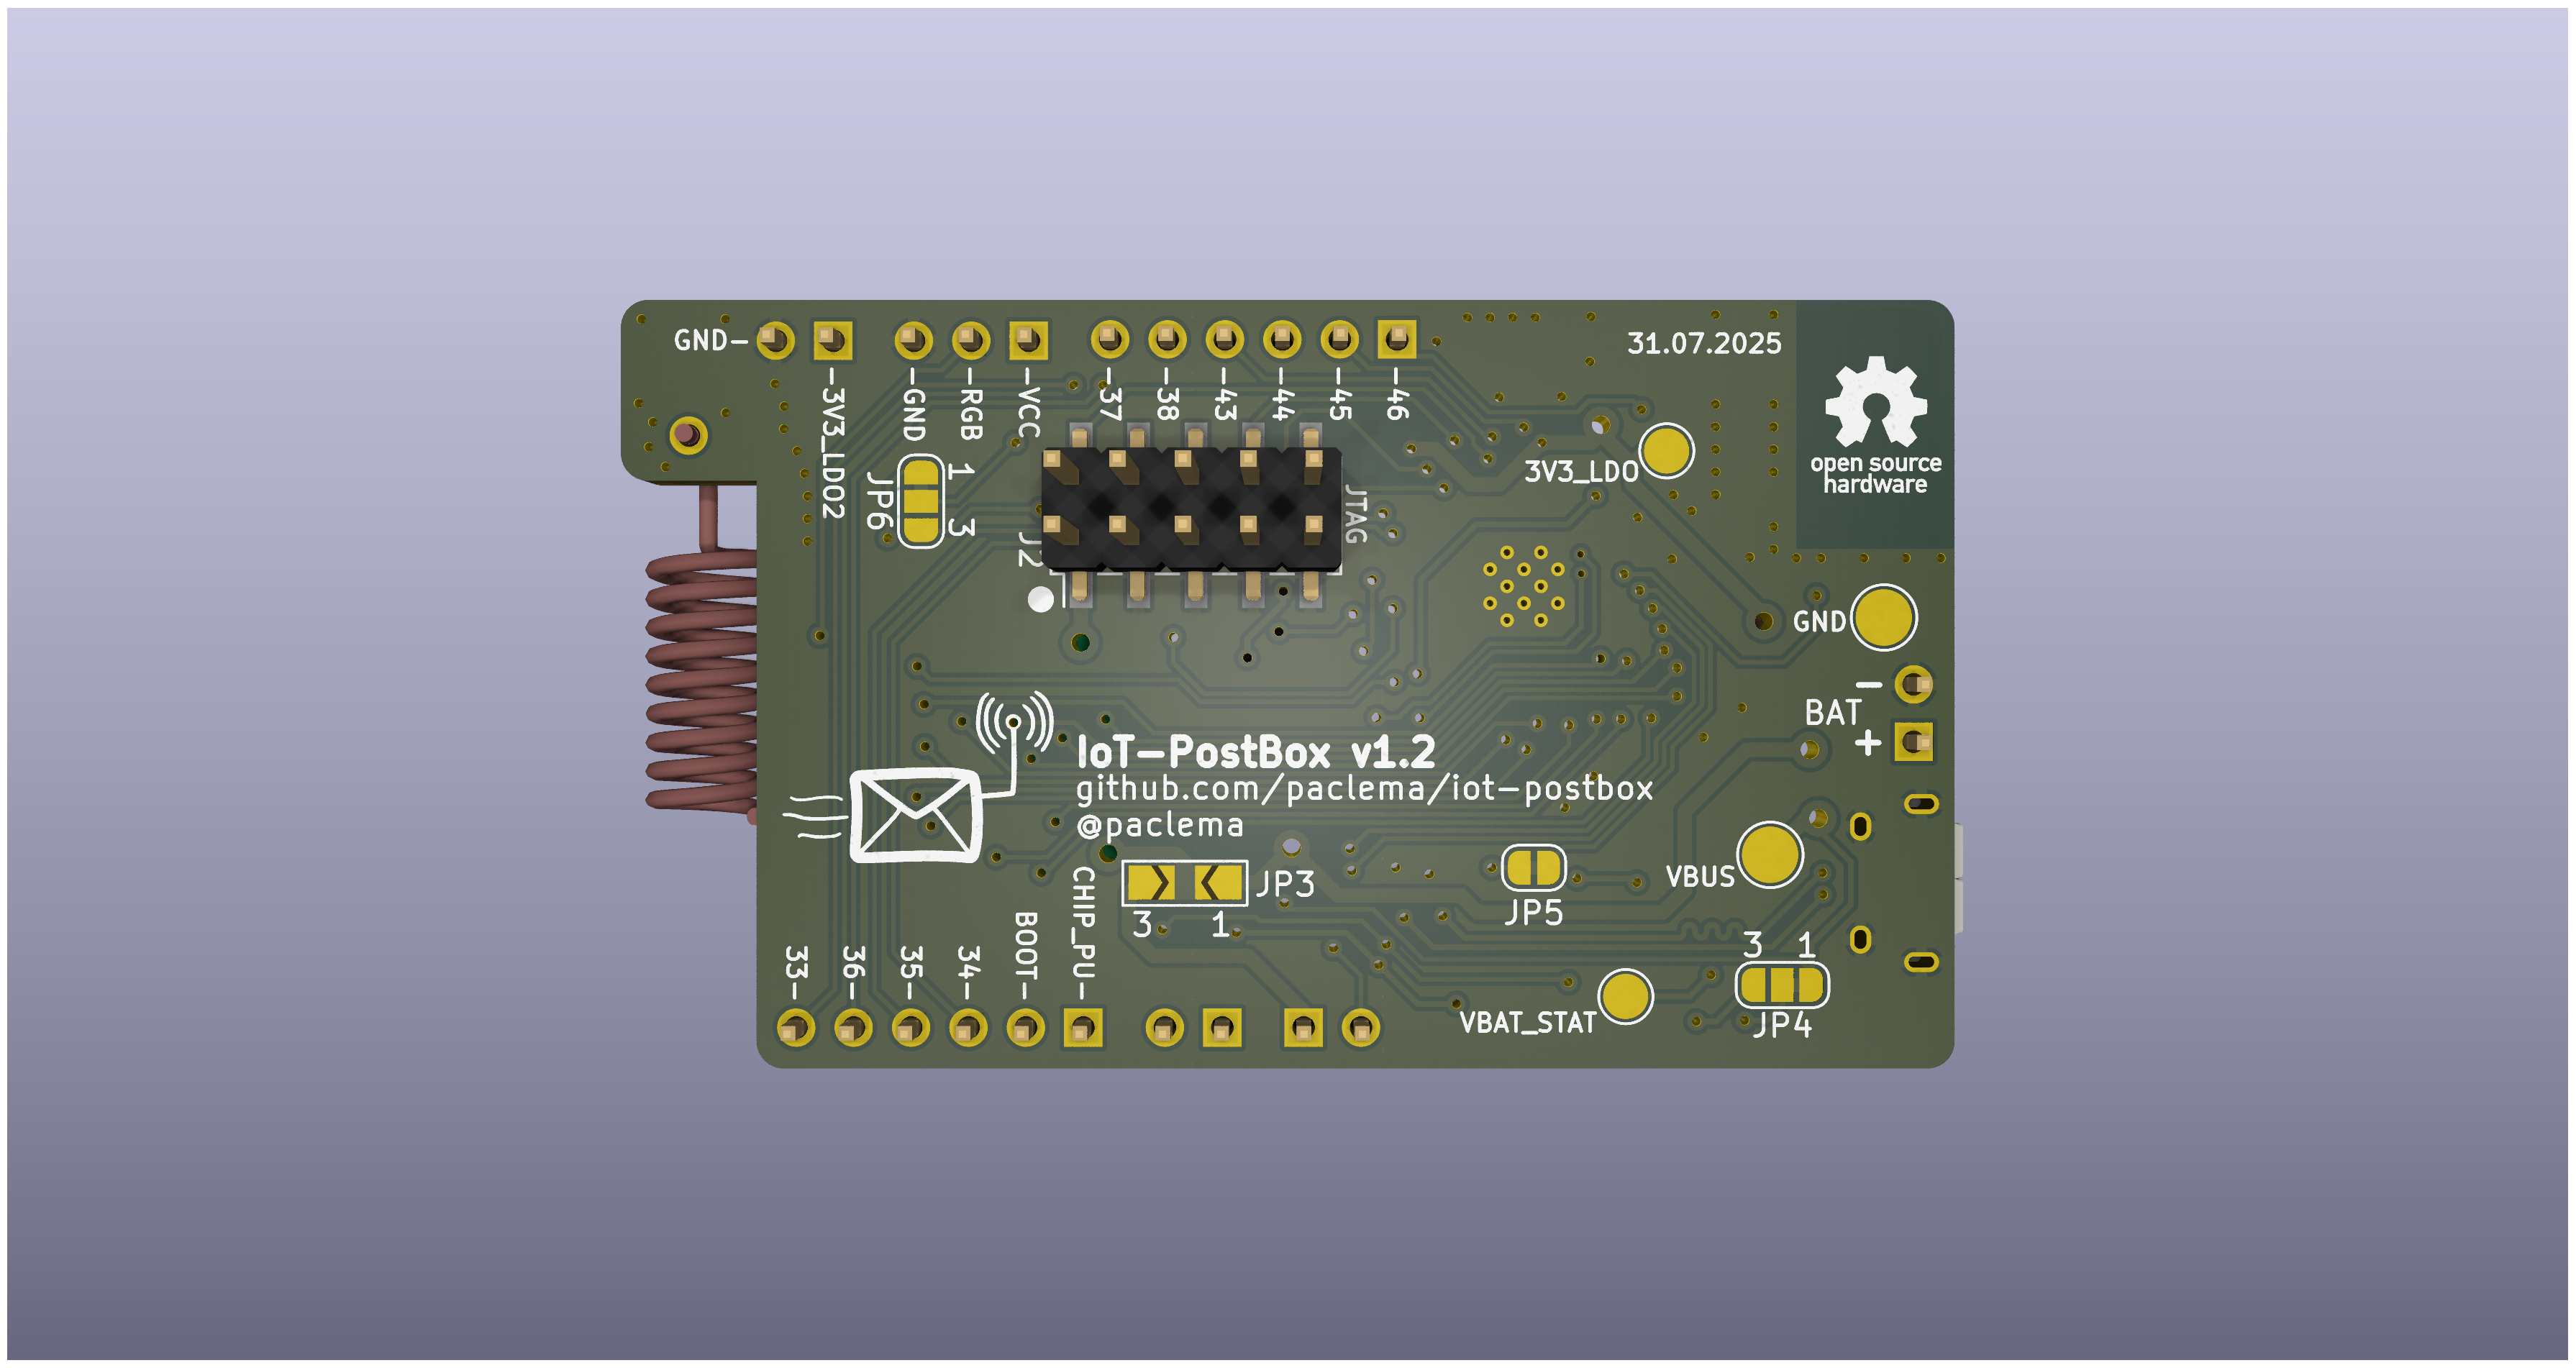 GND-
31.07.2025
-3V3_LDO2
-GND
-RGB
-VCC
-37
-38
-43
-44
-45
-46
open source
hardware
3V3_LDO
JP6
1
3
JTAG
J2
GND
-
BAT
+
IoT-PostBox v1.2
github.com/paclema/iot-postbox
@paclema
JP3
3
1
JP5
VBUS
3
1
JP4
VBAT_STAT
33-
36-
35-
34-
BOOT-
CHIP_PU-